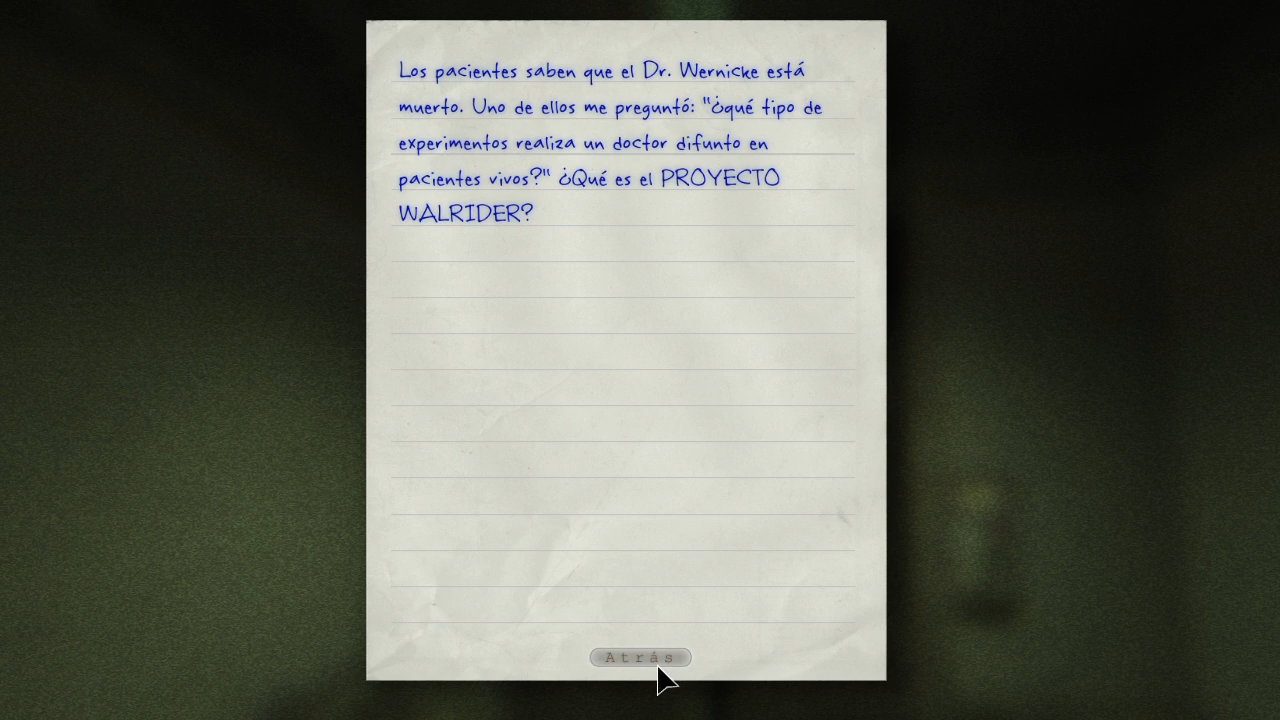 Los pacientes saben que el Dr. Wernicke está
muerto. Uno de ellos me preguntó: "¿qué tipo de
experimentos realiza un doctor difunto en
pacientes vivos?" ¿Qué es el PROYECTO
WALRIDER?
Atrás